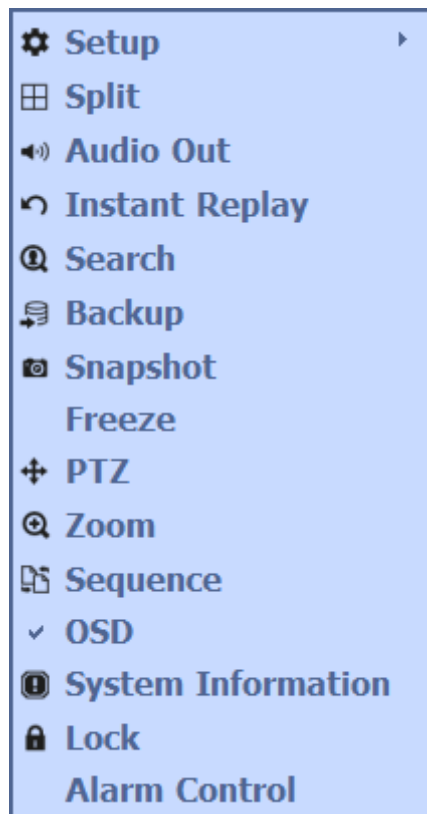 Setup
Split
Audio Out
Instant Replay
Search
Backup
Snapshot
Freeze
PTZ
Zoom
Sequence
OSD
System Information
Lock
Alarm Control